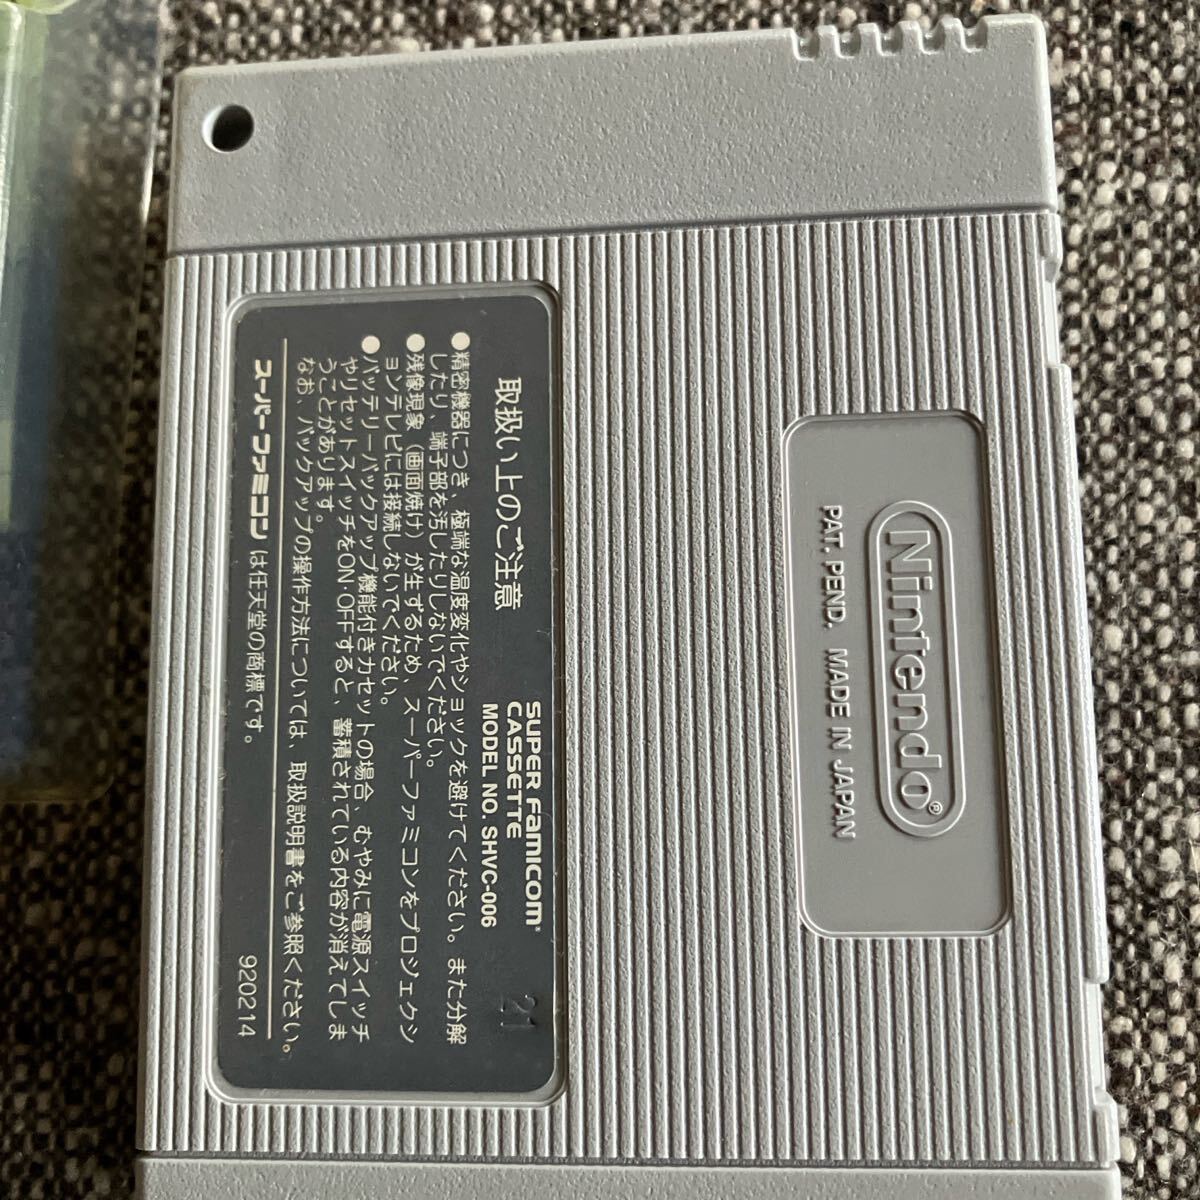 Nintendo®
PAT. PEND. MADE IN JAPAN
SUPER FAMICOM®
CASSETTE
MODEL NO. SHVC-006
取扱い上のご注意
21
●精密機器につき、極端な温度変化やショックを避けてください。また分解
したり、端子部を汚したりしないでください。
●残像現象(画面焼け)が生ずるため、スーパーファミコンをプロジェクシ
ョンテレビには接続しないでください。
●バッテリーバックアップ機能付きカセットの場合、むやみに電源スイッチ
やリセットスイッチをON・OFFすると、蓄積されている内容が消えてしま
うことがあります。
なお、バックアップの操作方法については、取扱説明書をご参照ください。
スーパーファミコンは任天堂の商標です。
920214